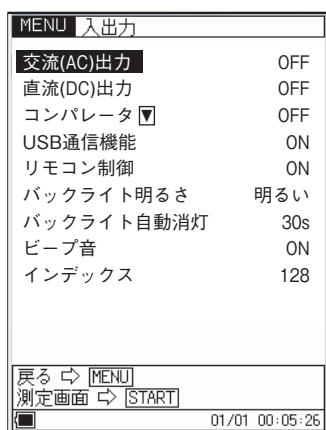 MENU 入出力
交流(AC)出力 OFF
直流(DC)出力 OFF
コンパレータ▼ OFF
USB通信機能 ON
リモコン制御 ON
バックライト明るさ 明るい
バックライト自動消灯 30s
ビープ音 ON
インデックス 128
戻る ⇨ MENU
測定画面 ⇨ START
01/01 00:05:26